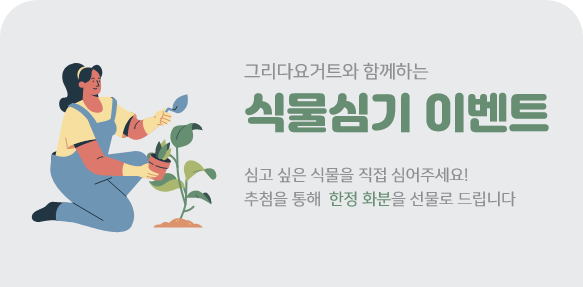 그리다요거트와 함께하는
식물심기 이벤트
심고 싶은 식물을 직접 심어주세요!
추첨을 통해 한정 화분을 선물로 드립니다